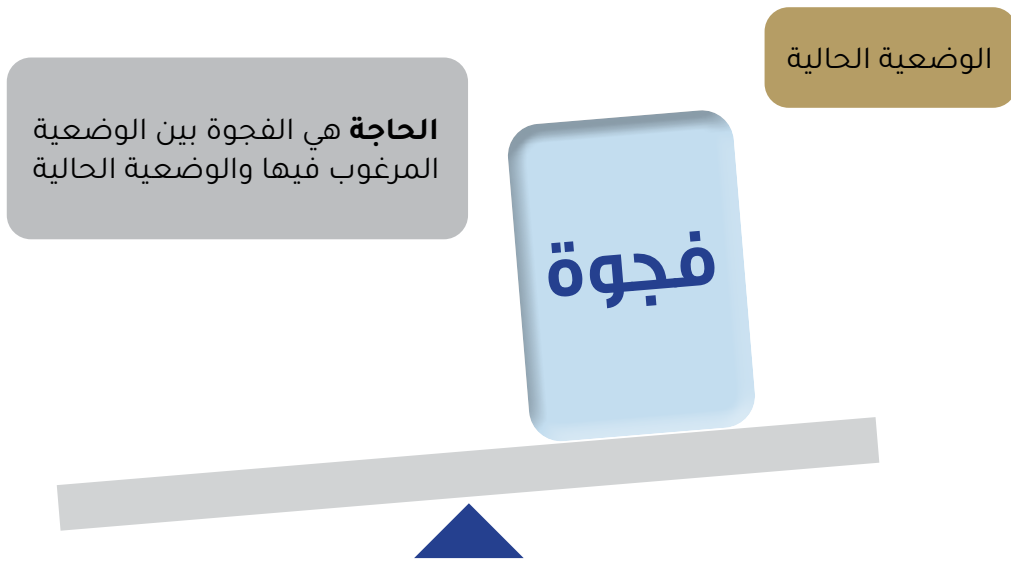 الوضعية الحالية
الحاجة هي الفجوة بين الوضعية
المرغوب فيها والوضعية الحالية
فجوة